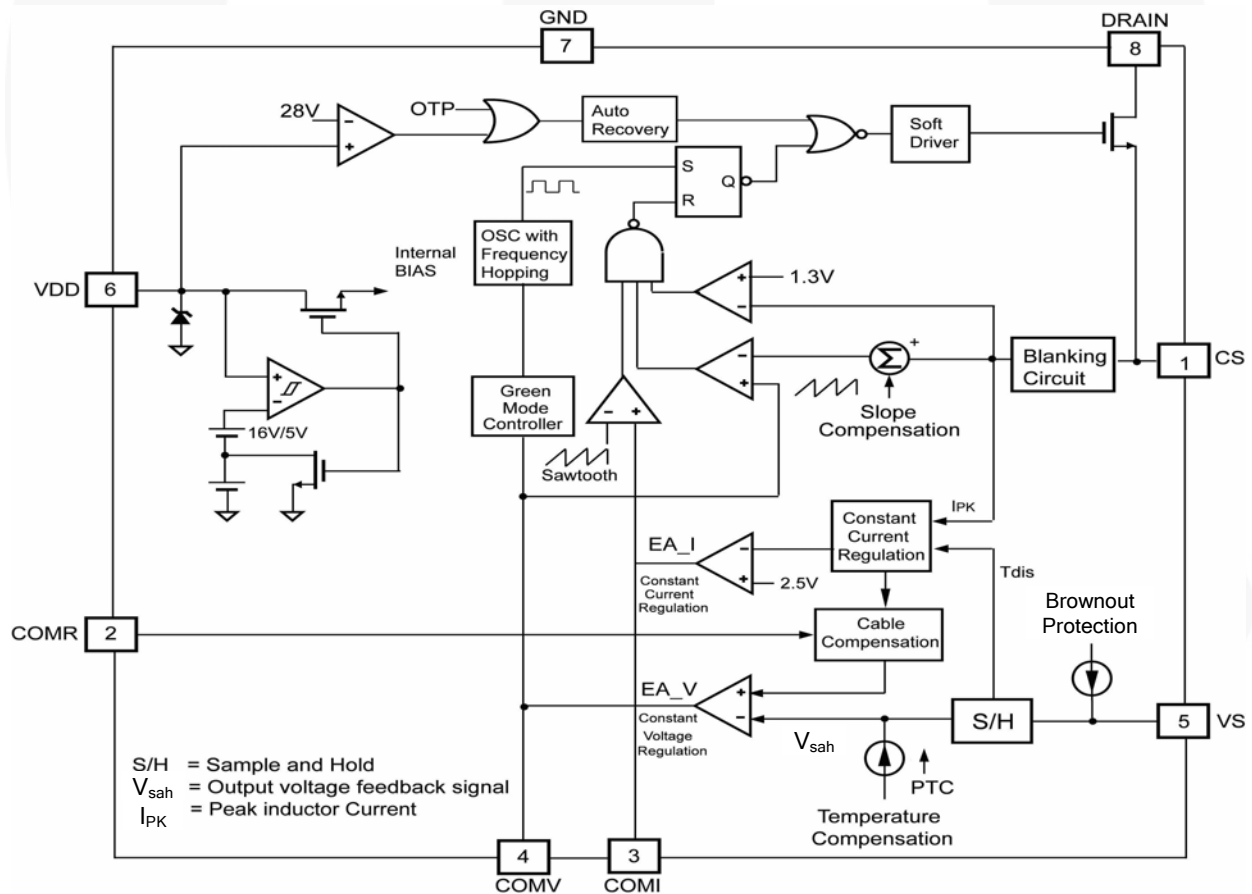 GND
7
DRAIN
8
28V
OTP
Auto
Recovery
Soft
Driver
S
R
Q
OSC with
Frequency
Hopping
Internal
BIAS
VDD
6
1.3V
Blanking
Circuit
1
CS
Σ
+
Slope
Compensation
Green
Mode
Controller
16V/5V
Sawtooth
IPK
Constant
Current
Regulation
EA_I
2.5V
Constant
Current
Regulation
Tdis
COMR
2
Cable
Compensation
Brownout
Protection
EA_V
Constant
Voltage
Regulation
Vsah
S/H
5
VS
PTC
Temperature
Compensation
S/H = Sample and Hold
Vsah = Output voltage feedback signal
IPK = Peak inductor Current
4
COMV
3
COMI